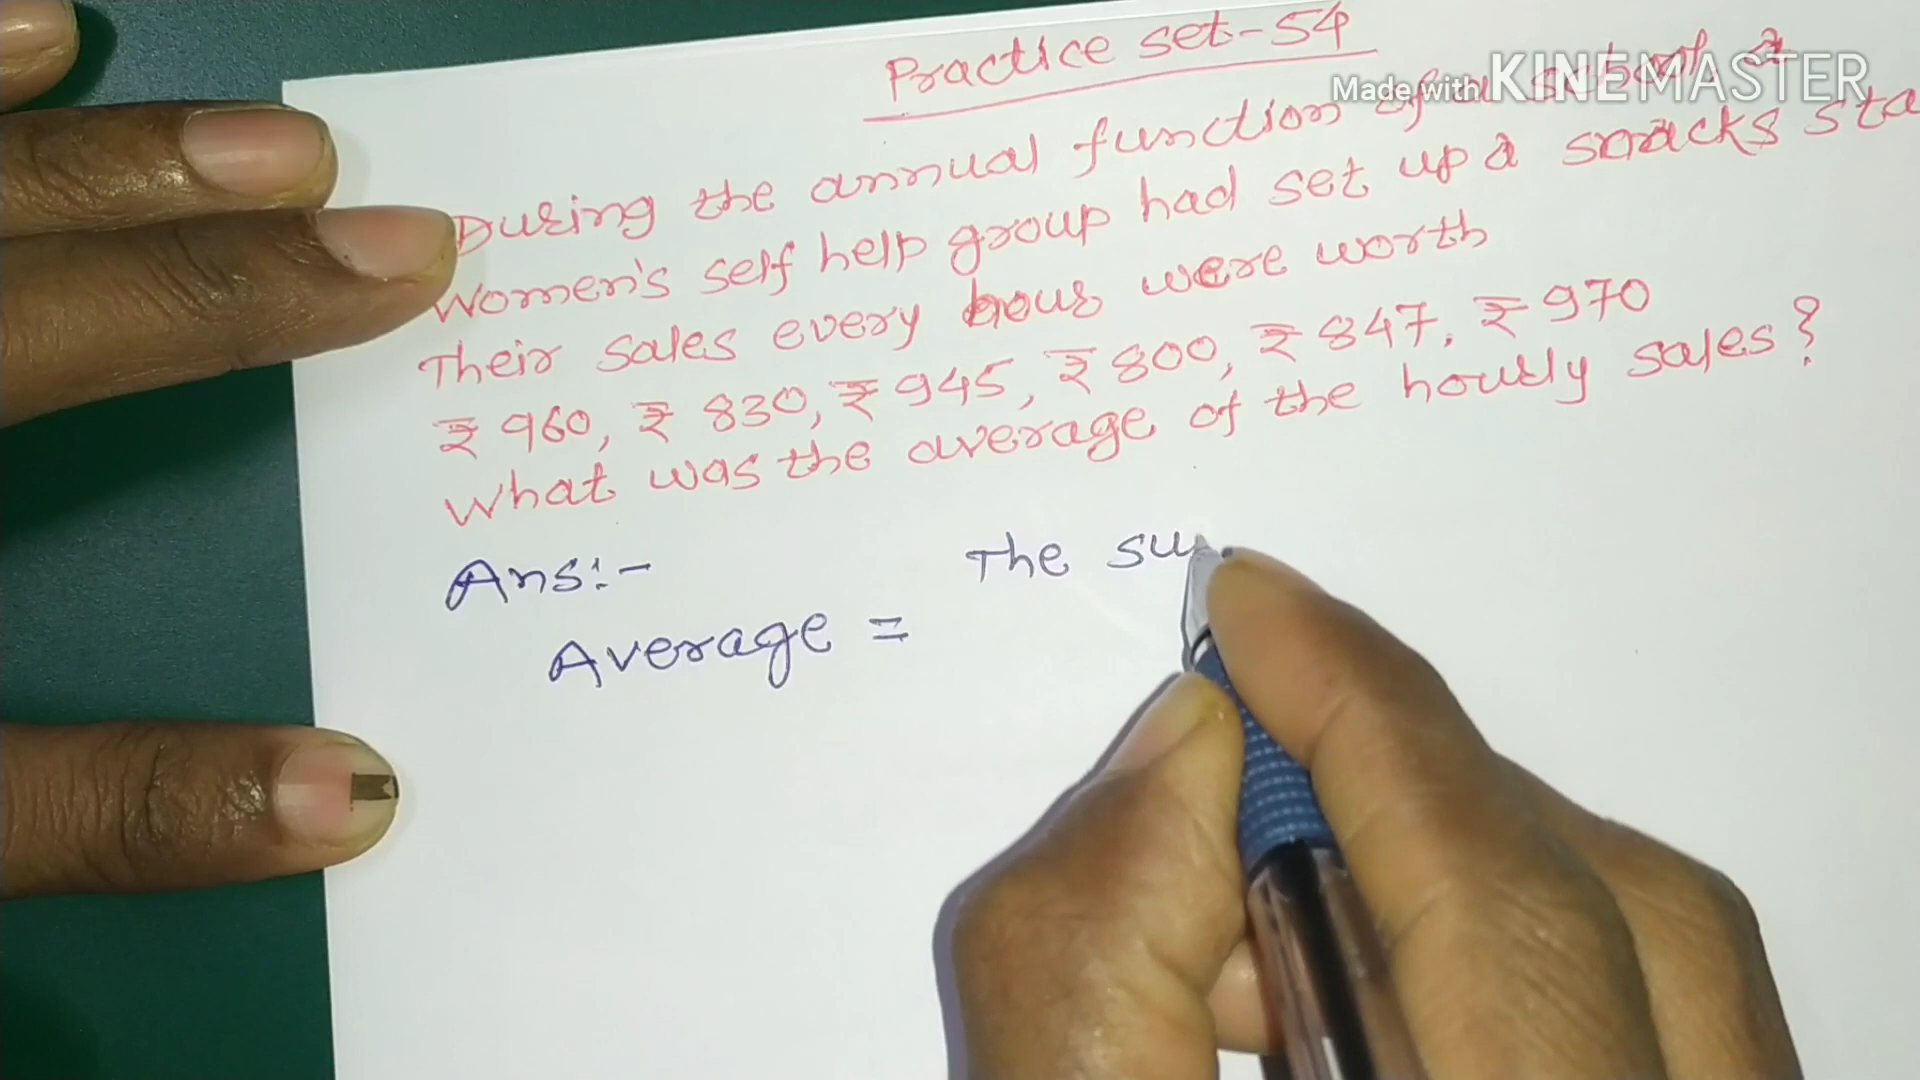 Practice set-54
Made with KINEMASTER
During the annual function of a school, a
Women's self help group had set up a snacks sta
Their sales every hour were worth
₹ 960, ₹ 830, ₹ 945, ₹ 800, ₹ 847, ₹ 970
What was the average of the hourly sales?
Ans:-
The su
Average =